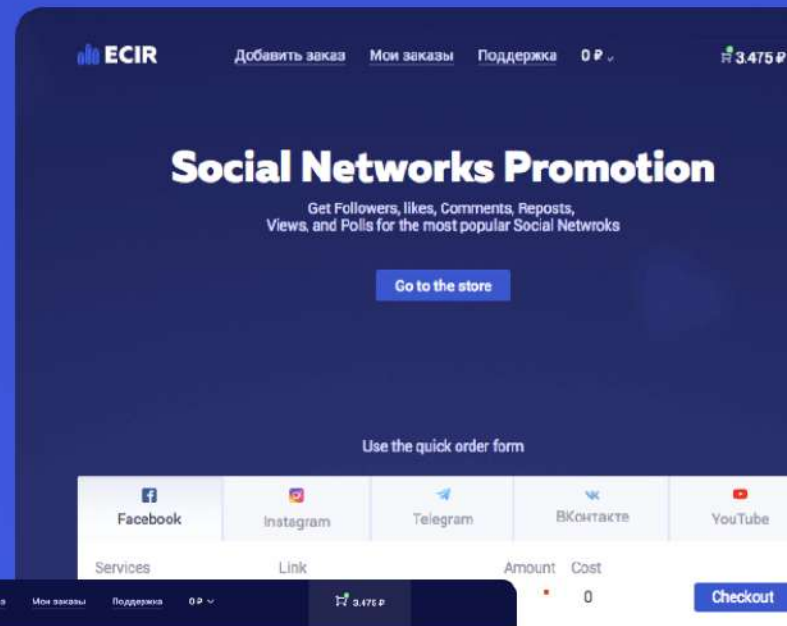 ECIR Добавить заказ Мои заказы Поддержка 0 ₽ 3.475 ₽
Social Networks Promotion
Get Followers, likes, Comments, Reposts,
Views, and Polls for the most popular Social Netwroks
Go to the store
Use the quick order form
Facebook Instagram Telegram ВКонтакте YouTube
Services Link Amount Cost
0 Checkout
Мои заказы Поддержка 0 ₽ 3.475 ₽